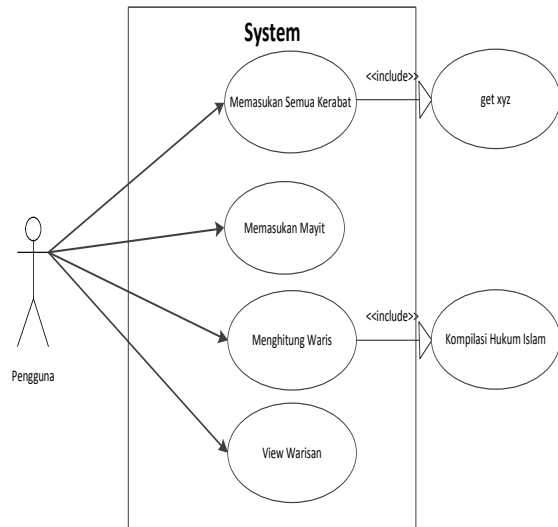 System
<<include>>
Memasukan Semua Kerabat
get xyz
Memasukan Mayit
<<include>>
Menghitung Waris
Kompilasi Hukum Islam
Pengguna
View Warisan